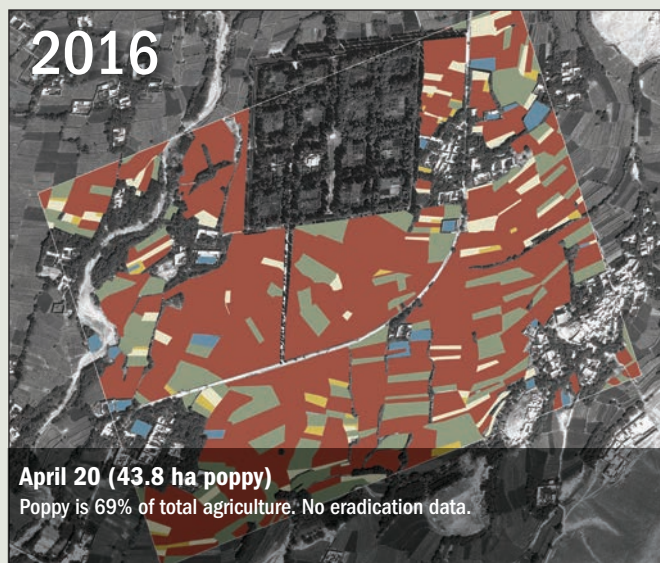 2016
April 20 (43.8 ha poppy)
Poppy is 69% of total agriculture. No eradication data.